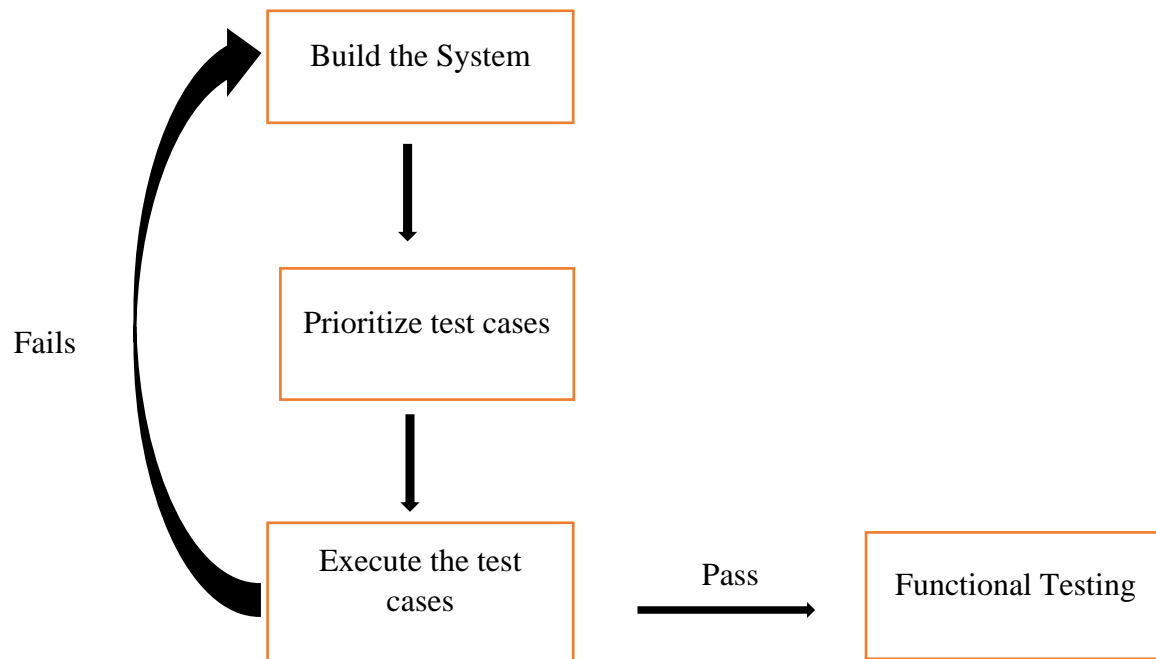 Build the System
Prioritize test cases
Fails
Execute the test
cases
Pass
Functional Testing